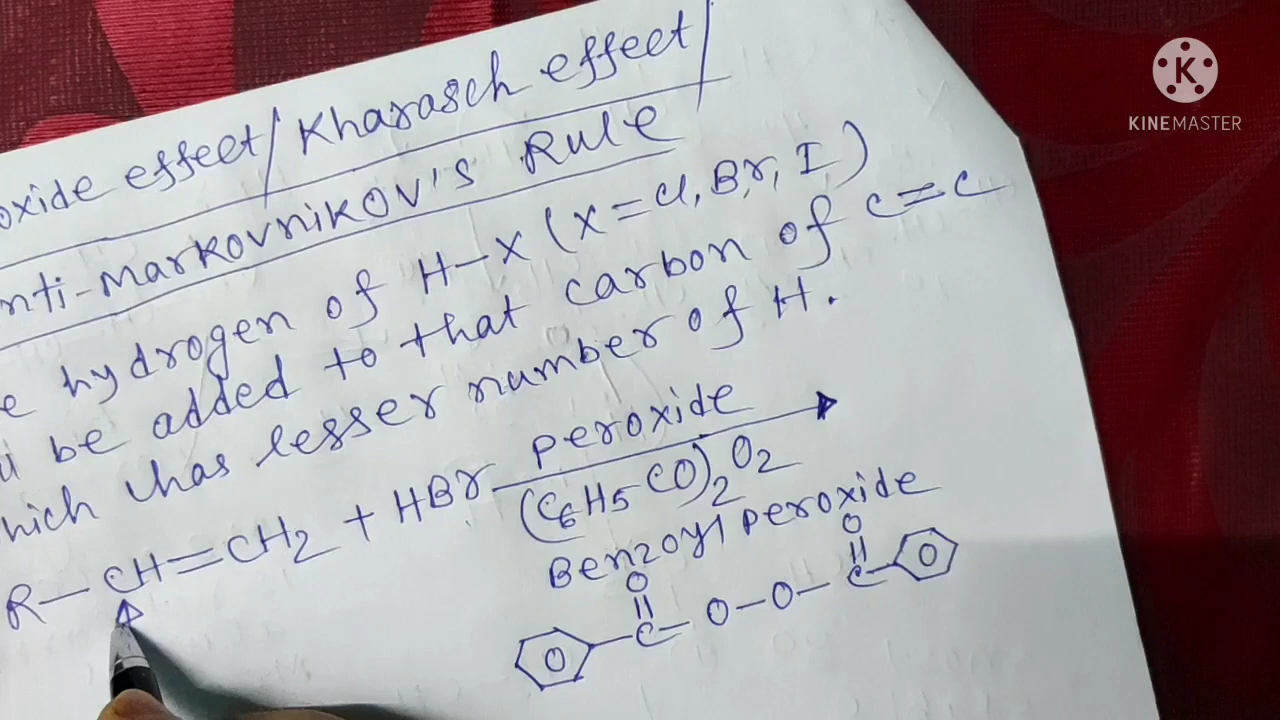 oxide effect/Kharasch effect/
nti-Markovnikov's Rule
e hydrogen of H-X (X=Cl, Br, I)
be added to that carbon of C=C
hich has lesser number of H.
R-CH=CH2 + HBr peroxide
(C6H5CO)2O2
Benzoyl peroxide
O O
C-O-O-C
O O
K
KINEMASTER